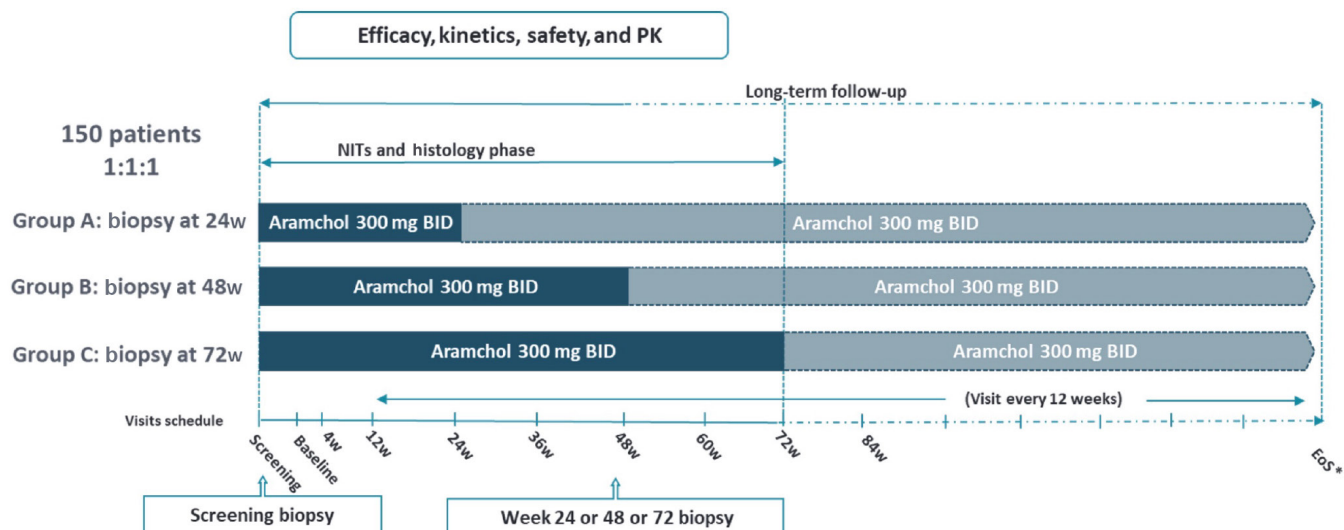 Efficacy, kinetics, safety, and PK
Long-term follow-up
150 patients
1:1:1
NITs and histology phase
Group A: biopsy at 24w
Aramchol 300 mg BID
Aramchol 300 mg BID
Group B: biopsy at 48w
Aramchol 300 mg BID
Aramchol 300 mg BID
Group C: biopsy at 72w
Aramchol 300 mg BID
Aramchol 300 mg BID
(Visit every 12 weeks)
Visits schedule
Screening
Baseline
4w
12w
24w
36w
48w
60w
72w
84w
EoS *
Screening biopsy
Week 24 or 48 or 72 biopsy